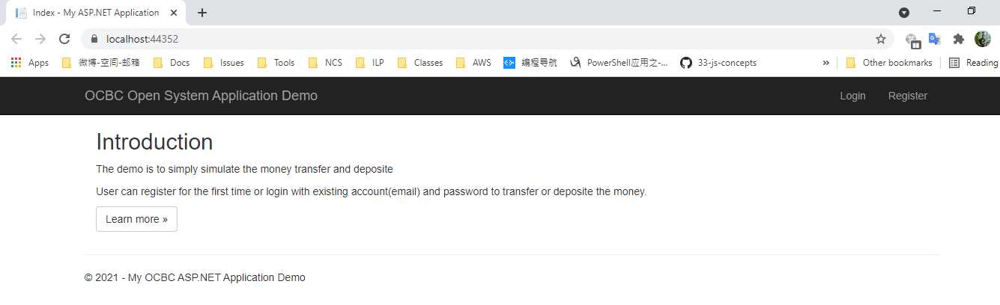 Index - My ASP.NET Application
localhost:44352
Apps 微博-空间-邮箱 Docs Issues Tools NCS ILP Classes AWS 编程导航 PowerShell应用之-... 33-js-concepts » Other bookmarks Reading
OCBC Open System Application Demo Login Register
Introduction
The demo is to simply simulate the money transfer and deposite
User can register for the first time or login with existing account(email) and password to transfer or deposite the money.
Learn more »
© 2021 - My OCBC ASP.NET Application Demo